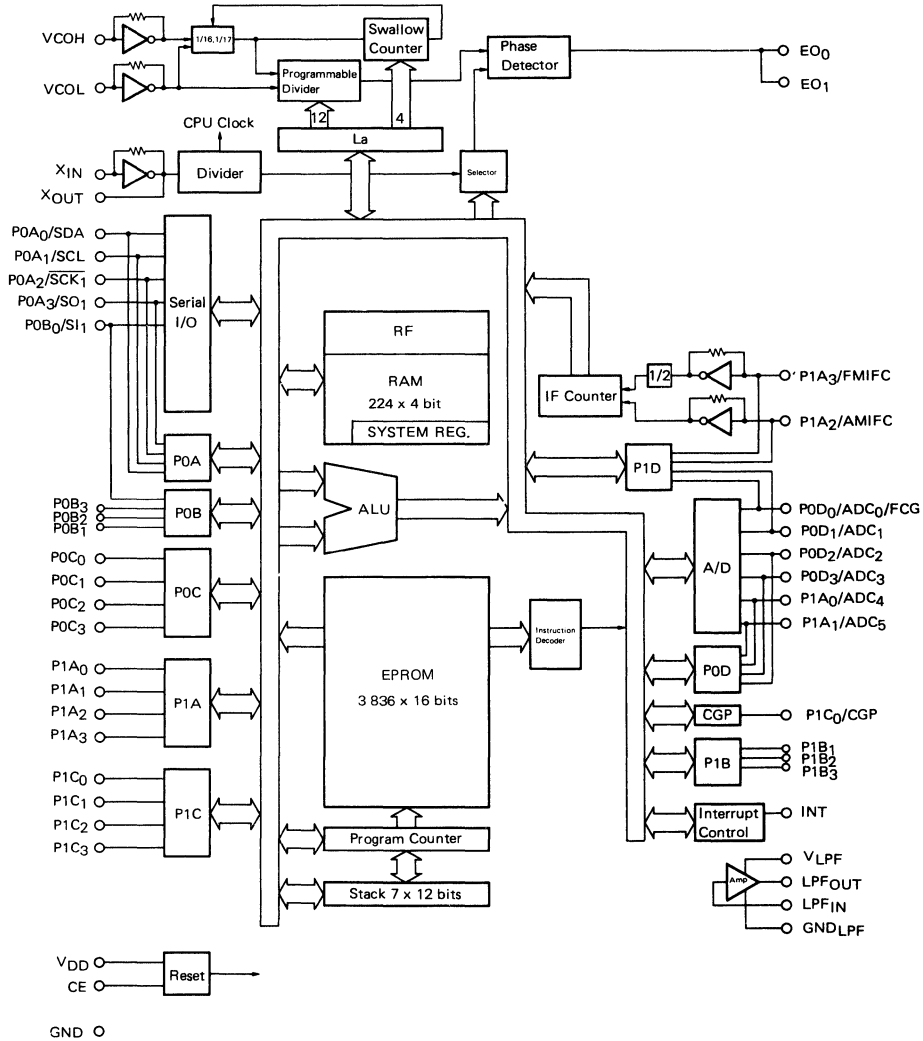 VCOH
1/16,1/17
Swallow
Counter
Phase
Detector
EO0
VCOL
Programmable
Divider
EO1
12
4
CPU Clock
La
XIN
XOUT
Divider
Selector
P0A0/SDA
P0A1/SCL
P0A2/SCK1
P0A3/SO1
P0B0/SI1
Serial
I/O
RF
RAM
224 x 4 bit
SYSTEM REG.
IF Counter
1/2
P1A3/FMIFC
P1A2/AMIFC
P0A
P1D
P0B3
P0B2
P0B1
P0B
ALU
P0D0/ADC0/FCG
P0D1/ADC1
P0D2/ADC2
P0D3/ADC3
P1A0/ADC4
P1A1/ADC5
A/D
P0C0
P0C1
P0C2
P0C3
P0C
EPROM
3 836 x 16 bits
Instruction
Decoder
P0D
P1A0
P1A1
P1A2
P1A3
P1A
CGP
P1C0/CGP
P1B
P1B1
P1B2
P1B3
P1C0
P1C1
P1C2
P1C3
P1C
Program Counter
Interrupt
Control
INT
Stack 7 x 12 bits
Amp
VLPF
LPFOUT
LPFIN
GNDLPF
VDD
CE
Reset
GND